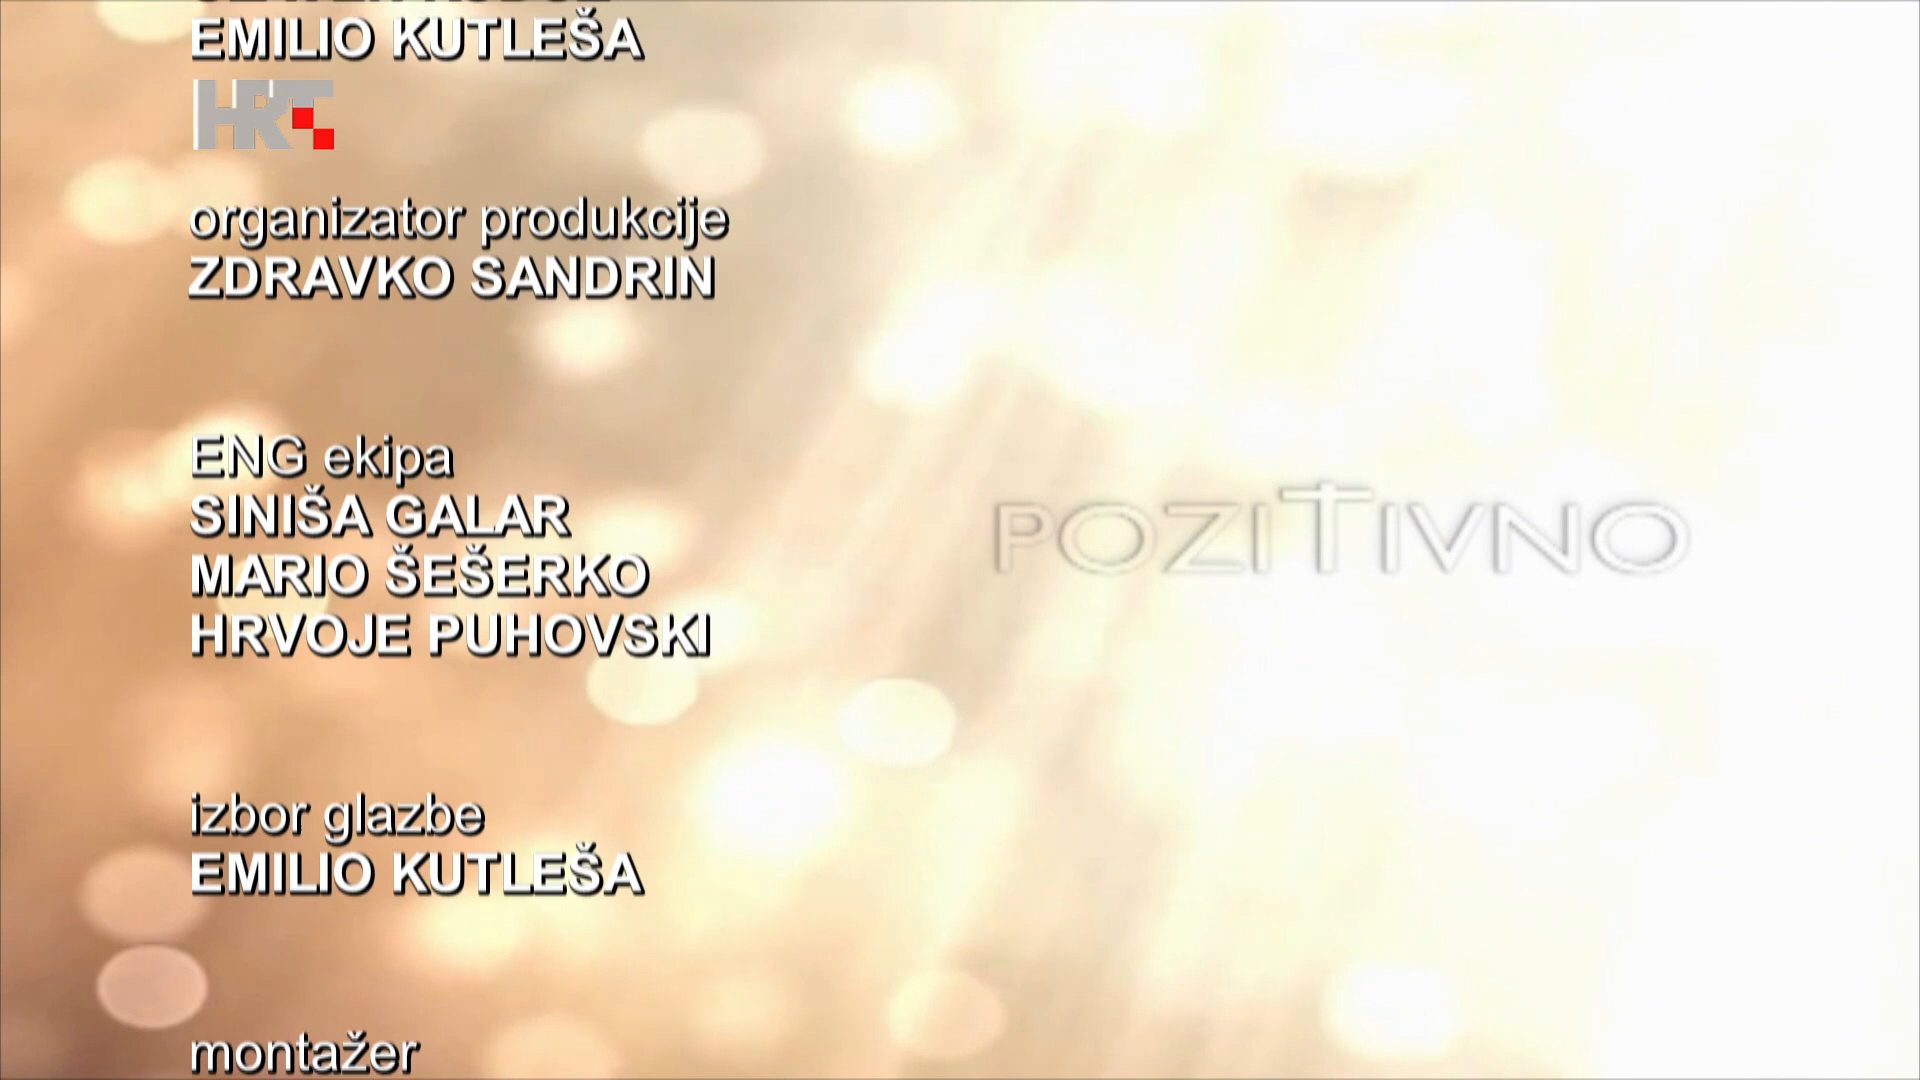 EMILIO KUTLEŠA
HRT
organizator produkcije
ZDRAVKO SANDRIN
ENG ekipa
SINIŠA GALAR
MARIO ŠEŠERKO
HRVOJE PUHOVSKI
POZITIVNO
izbor glazbe
EMILIO KUTLEŠA
montažer